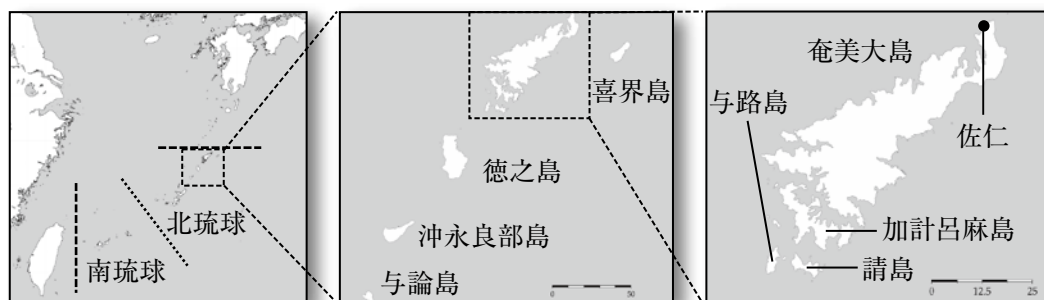 北琉球
南琉球
喜界島
徳之島
沖永良部島
与論島
0 50
奄美大島
与路島
佐仁
加計呂麻島
請島
0 12.5 25